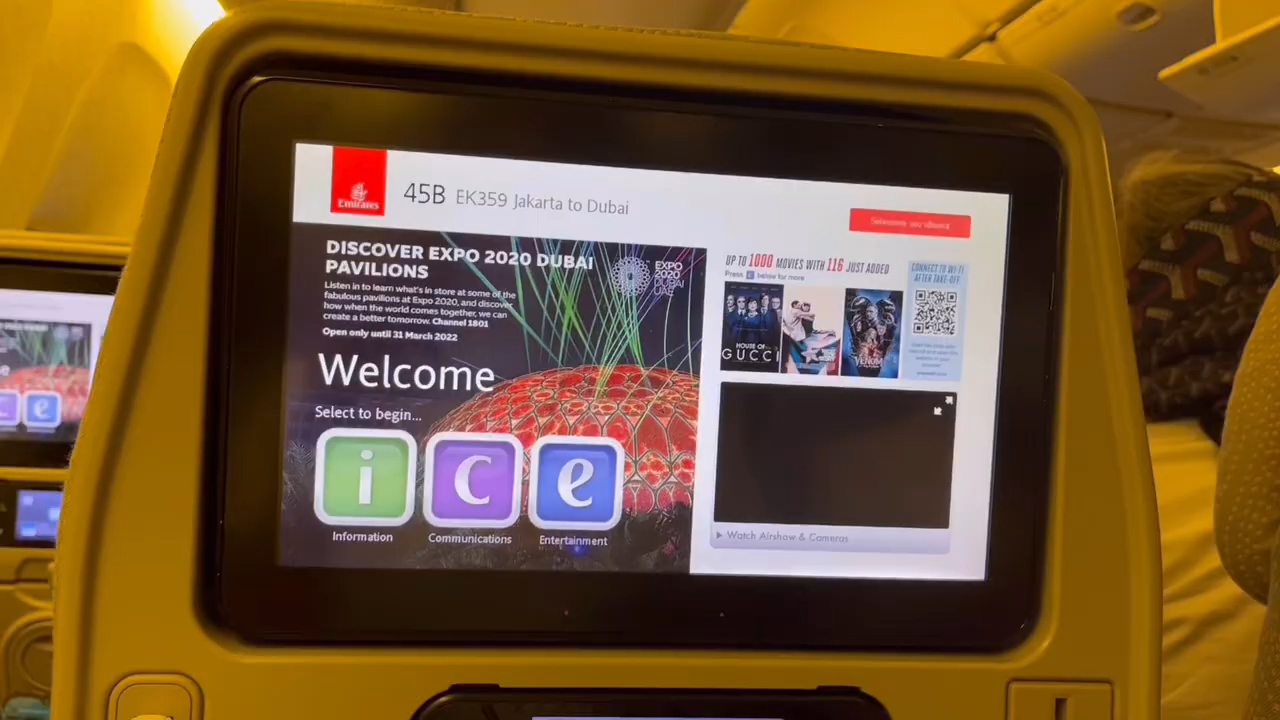 Emirates
45B EK359 Jakarta to Dubai
DISCOVER EXPO 2020 DUBAI
PAVILIONS
Listen in to learn what's in store at some of the
fabulous pavilions at Expo 2020, and discover
how when the world comes together, we can
create a better tomorrow. Channel 1801
Open only until 31 March 2022
EXPO
2020
DUBAI
UAE
Welcome
Select to begin...
i
c
e
Information
Communications
Entertainment
UP TO 1000 MOVIES WITH 116 JUST ADDED
Press below for more
HOUSE OF
GUCCI
VENOM
CONNECT TO WI-FI
AFTER TAKE-OFF
Watch Airshow & Cameras
e